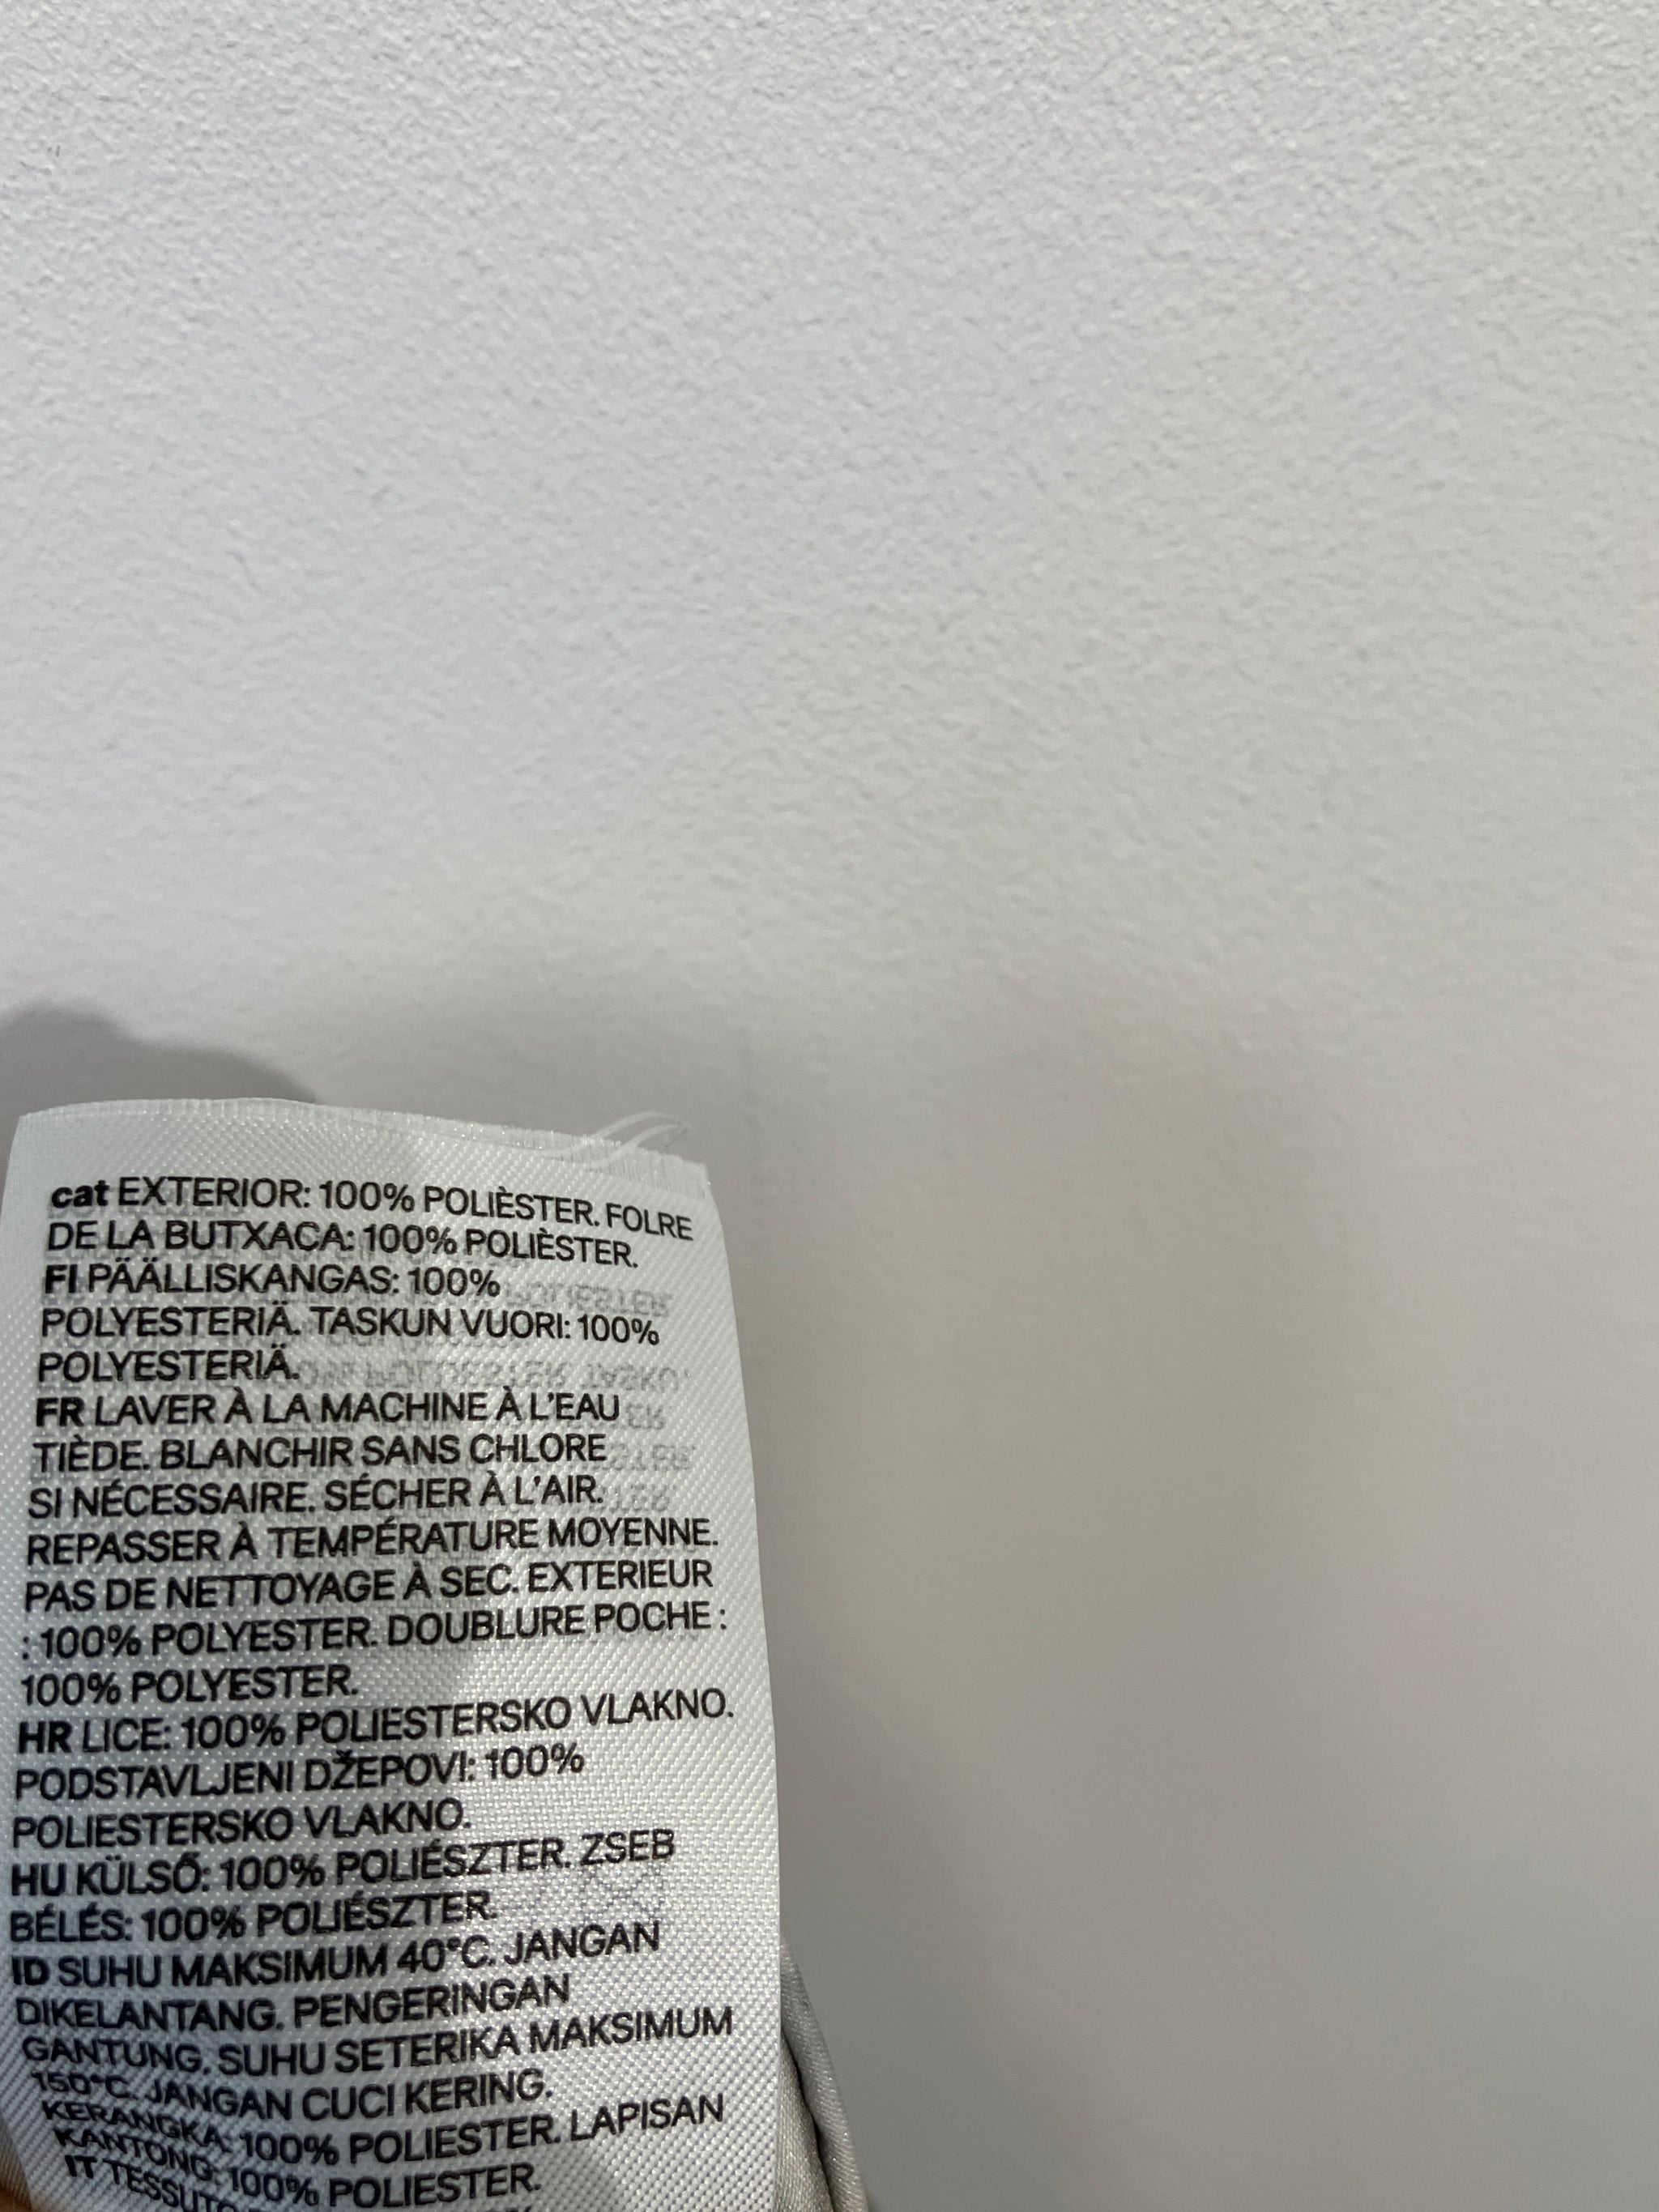 cat EXTERIOR: 100% POLIÈSTER. FOLRE
DE LA BUTXACA: 100% POLIÈSTER.
FI PÄÄLLISKANGAS: 100%
POLYESTERIÄ. TASKUN VUORI: 100%
POLYESTERIÄ.
FR LAVER À LA MACHINE À L'EAU
TIÈDE. BLANCHIR SANS CHLORE
SI NÉCESSAIRE. SÉCHER À L'AIR.
REPASSER À TEMPÉRATURE MOYENNE.
PAS DE NETTOYAGE À SEC. EXTERIEUR
: 100% POLYESTER. DOUBLURE POCHE :
100% POLYESTER.
HR LICE: 100% POLIESTERSKO VLAKNO.
PODSTAVLJENI DŽEPOVI: 100%
POLIESTERSKO VLAKNO.
HU KÜLSŐ: 100% POLIÉSZTER. ZSEB
BÉLÉS: 100% POLIÉSZTER.
ID SUHU MAKSIMUM 40°C. JANGAN
DIKELANTANG. PENGERINGAN
GANTUNG. SUHU SETERIKA MAKSIMUM
150°C. JANGAN CUCI KERING.
KERANGKA: 100% POLIESTER. LAPISAN
KANTONG: 100% POLIESTER.
IT TESSUTO